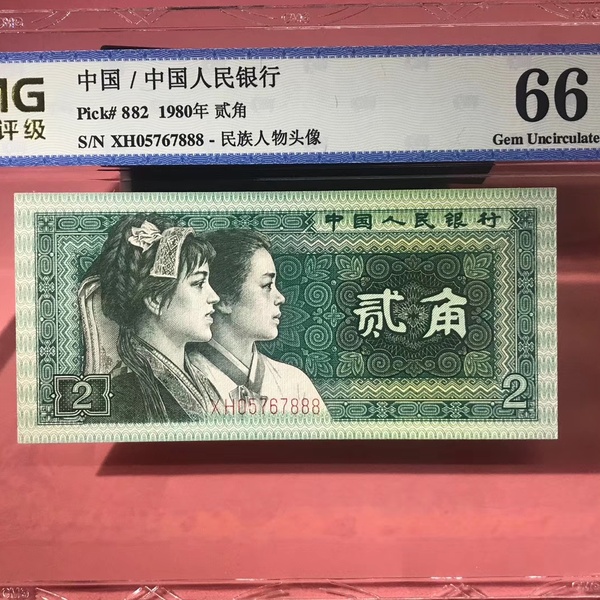 MG
评级
中国 / 中国人民银行
Pick# 882 1980年 贰角
S/N XH05767888 - 民族人物头像
66
Gem Uncirculate
中国人民银行
贰角
2
XH05767888
2